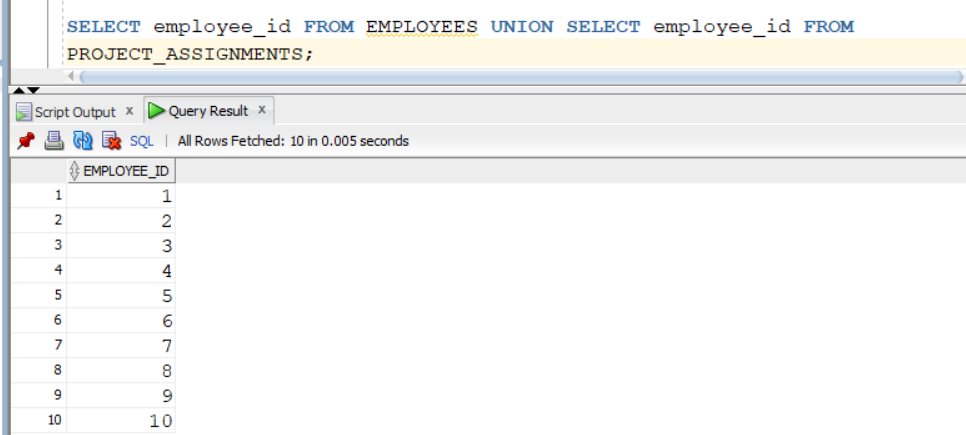 SELECT employee_id FROM EMPLOYEES UNION SELECT employee_id FROM
PROJECT_ASSIGNMENTS;
Script Output x Query Result x
SQL | All Rows Fetched: 10 in 0.005 seconds
EMPLOYEE_ID
1 1
2 2
3 3
4 4
5 5
6 6
7 7
8 8
9 9
10 10